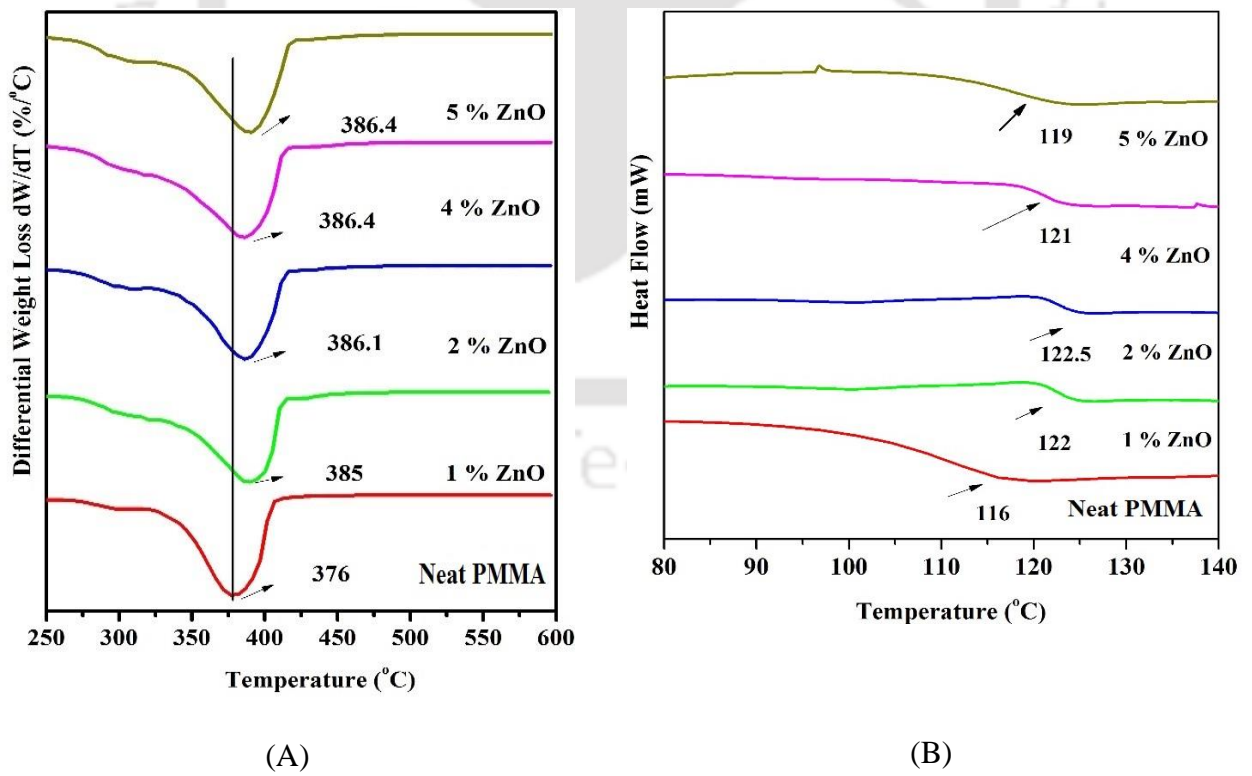 Differential Weight Loss dW/dT (%/°C)
5 % ZnO
386.4
4 % ZnO
386.4
2 % ZnO
386.1
1 % ZnO
385
Neat PMMA
376
250 300 350 400 450 500 550 600
Temperature (°C)
(A)
Heat Flow (mW)
119
5 % ZnO
121
4 % ZnO
122.5
2 % ZnO
122
1 % ZnO
116
Neat PMMA
80 90 100 110 120 130 140
Temperature (°C)
(B)